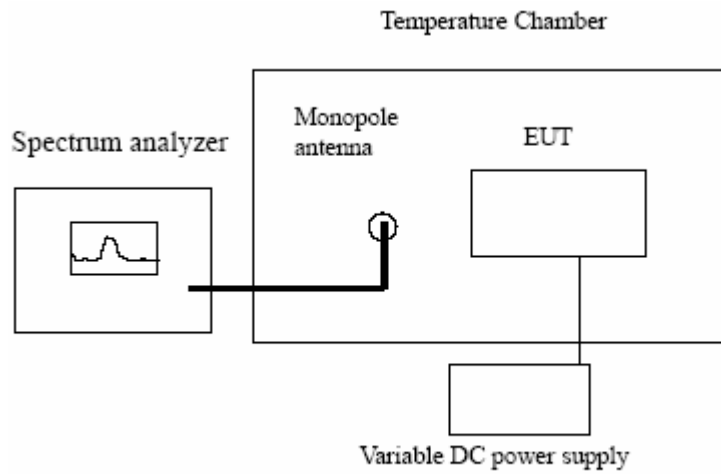 Temperature Chamber
Monopole
antenna
EUT
Spectrum analyzer
Variable DC power supply